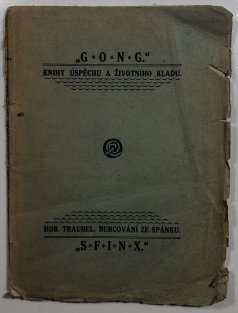 „G・O・N・G.“
KNIHY ÚSPĚCHU A ŽIVOTNÍHO KLADU.
HOR. TRAUBEL, BURCOVÁNÍ ZE SPÁNKU.
„S・F・I・N・X.“